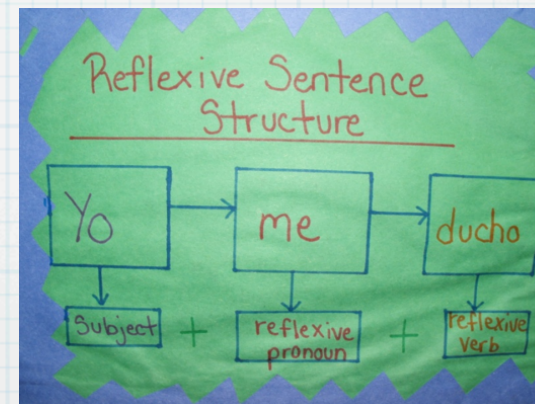 Reflexive Sentence
Structure
Yo
me
ducho
Subject + reflexive pronoun + reflexive verb